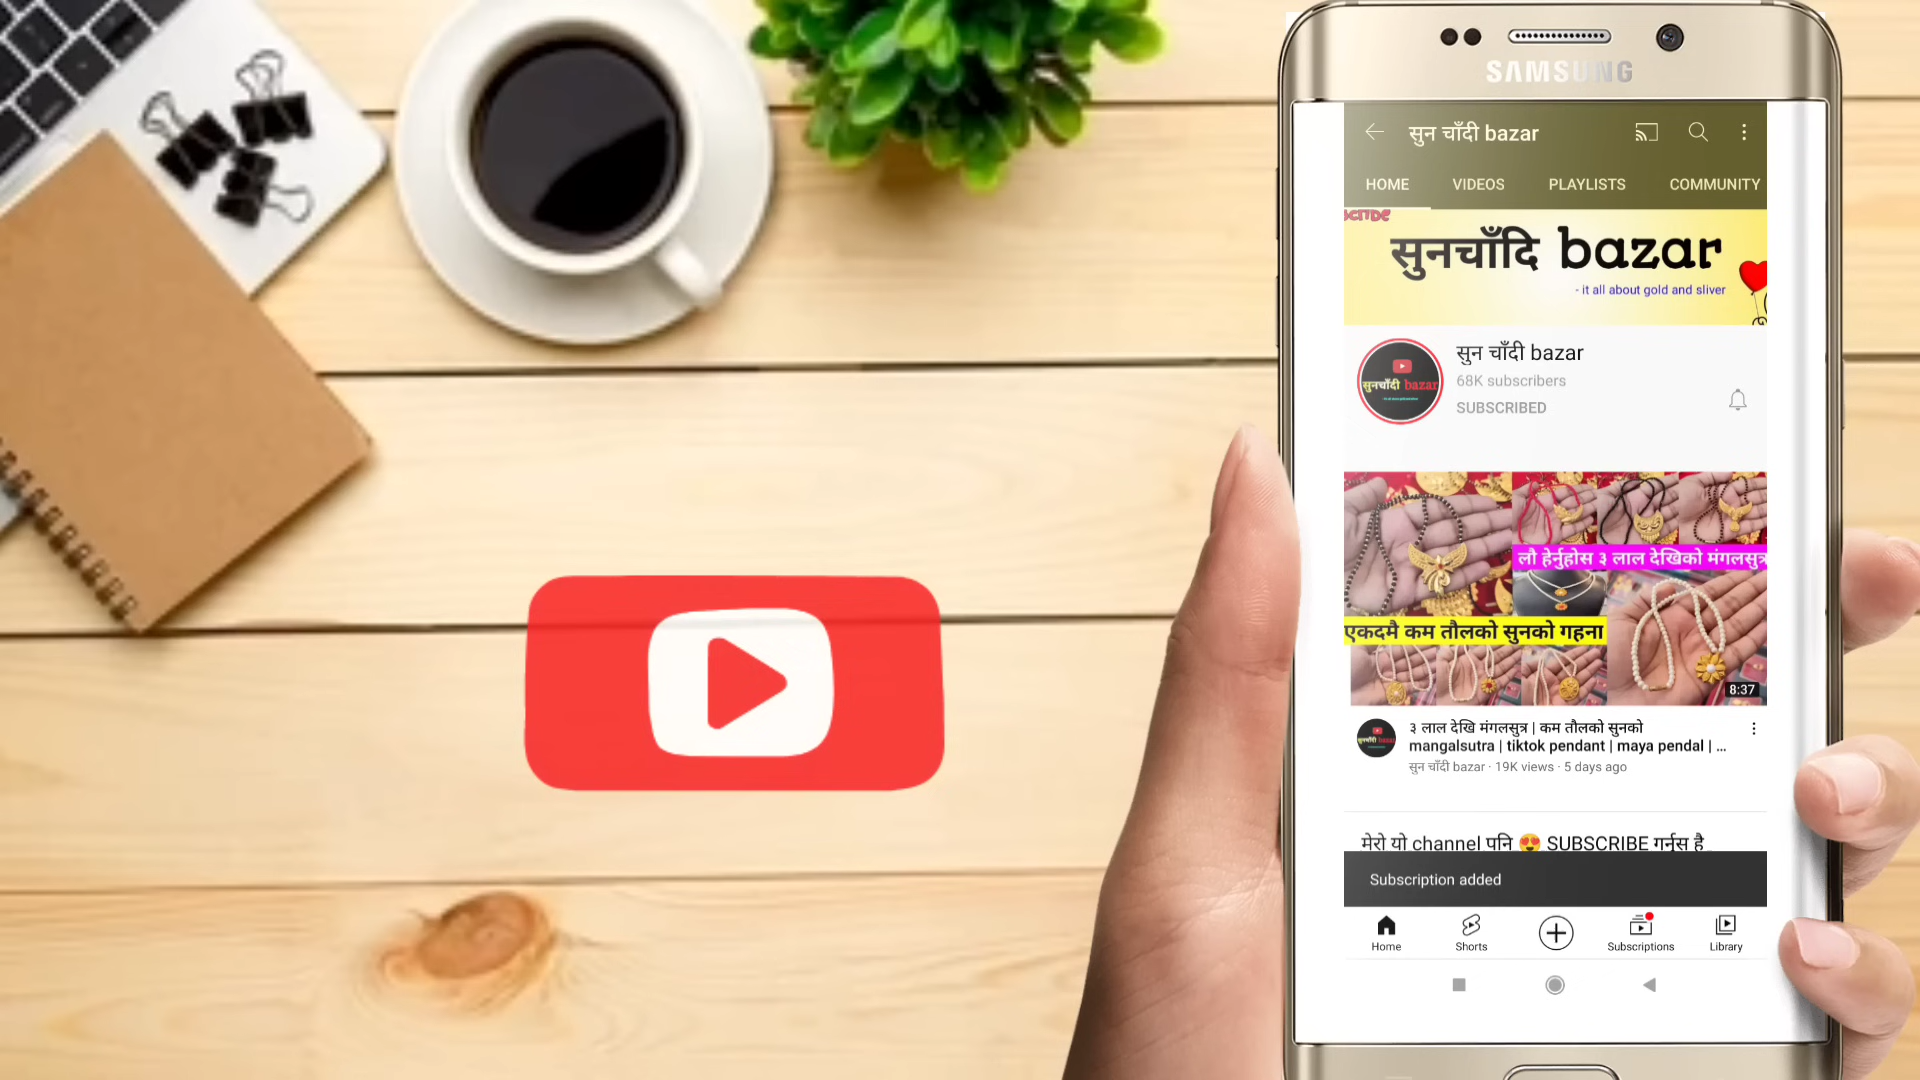 SAMSUNG
सुन चाँदी bazar
HOME VIDEOS PLAYLISTS COMMUNITY
सुनचाँदि bazar
- it all about gold and sliver
सुन चाँदी bazar
68K subscribers
SUBSCRIBED
सुनचाँदी bazar
लौ हेर्नुहोस ३ लाल देखिको मंगलसुत्र
एकदमै कम तौलको सुनको गहना
8:37
३ लाल देखि मंगलसुत्र | कम तौलको सुनको
mangalsutra | tiktok pendant | maya pendal | ...
सुन चाँदी bazar · 19K views · 5 days ago
मेरो यो channel पनि 😍 SUBSCRIBE गर्नुस है
Subscription added
Home Shorts Subscriptions Library